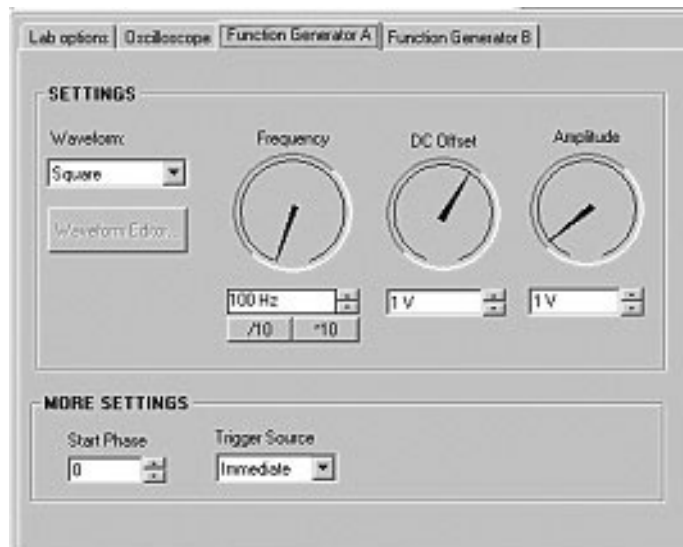 Lab options Oscilloscope Function Generator A Function Generator B
SETTINGS
Waveform: Frequency DC Offset Amplitude
Square
Waveform Editor...
100 Hz 1 V 1 V
/10 *10
MORE SETTINGS
Start Phase Trigger Source
0 Immediate